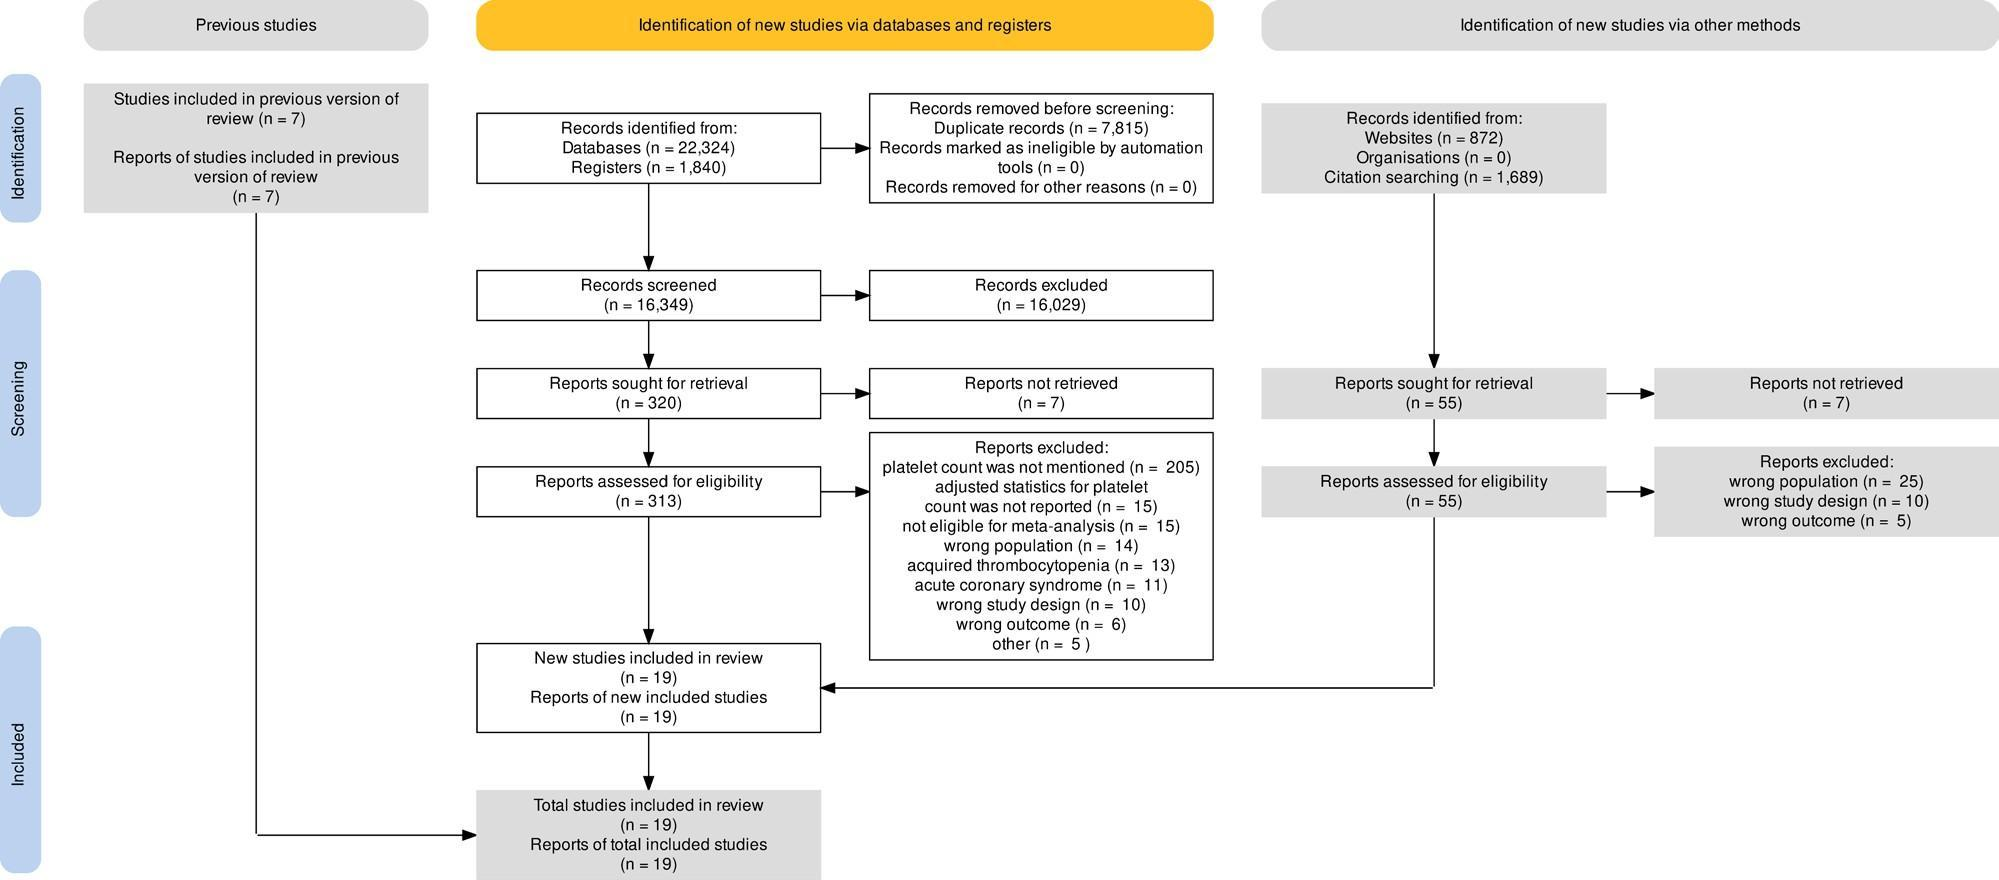 Previous studies
Identification of new studies via databases and registers
Identification of new studies via other methods
Identification
Studies included in previous version of
review (n = 7)
Reports of studies included in previous
version of review
(n = 7)
Records identified from:
Databases (n = 22,324)
Registers (n = 1,840)
Records removed before screening:
Duplicate records (n = 7,815)
Records marked as ineligible by automation
tools (n = 0)
Records removed for other reasons (n = 0)
Records identified from:
Websites (n = 872)
Organisations (n = 0)
Citation searching (n = 1,689)
Screening
Records screened
(n = 16,349)
Records excluded
(n = 16,029)
Reports sought for retrieval
(n = 320)
Reports not retrieved
(n = 7)
Reports sought for retrieval
(n = 55)
Reports not retrieved
(n = 7)
Reports assessed for eligibility
(n = 313)
Reports excluded:
platelet count was not mentioned (n =  205)
adjusted statistics for platelet
count was not reported (n =  15)
not eligible for meta-analysis (n =  15)
wrong population (n =  14)
acquired thrombocytopenia (n =  13)
acute coronary syndrome (n =  11)
wrong study design (n =  10)
wrong outcome (n =  6)
other (n =  5 )
Reports assessed for eligibility
(n = 55)
Reports excluded:
wrong population (n =  25)
wrong study design (n = 10)
wrong outcome (n =  5)
Included
New studies included in review
(n = 19)
Reports of new included studies
(n = 19)
Total studies included in review
(n = 19)
Reports of total included studies
(n = 19)